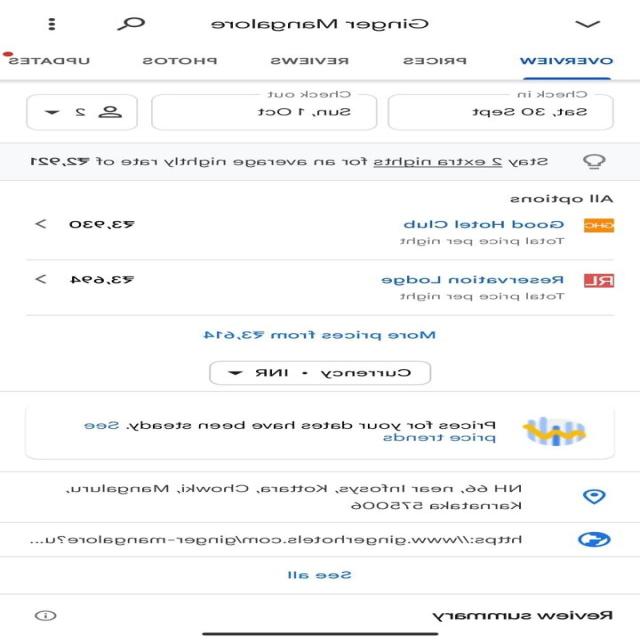 Ginger Mangalore
OVERVIEW PRICES REVIEWS PHOTOS UPDATES
Check in Check out
Sat, 30 Sept Sun, 1 Oct 2
Stay 2 extra nights for an average nightly rate of ₹2,921
All options
GHC Good Hotel Club ₹3,930 >
Total price per night
RL Reservation Lodge ₹3,694 >
Total price per night
More prices from ₹3,614
Currency • INR
Prices for your dates have been steady. See
price trends
NH 66, near Infosys, Kottara, Chowki, Mangaluru,
Karnataka 575006
https://www.gingerhotels.com/ginger-mangalore?u...
See all
Review summary